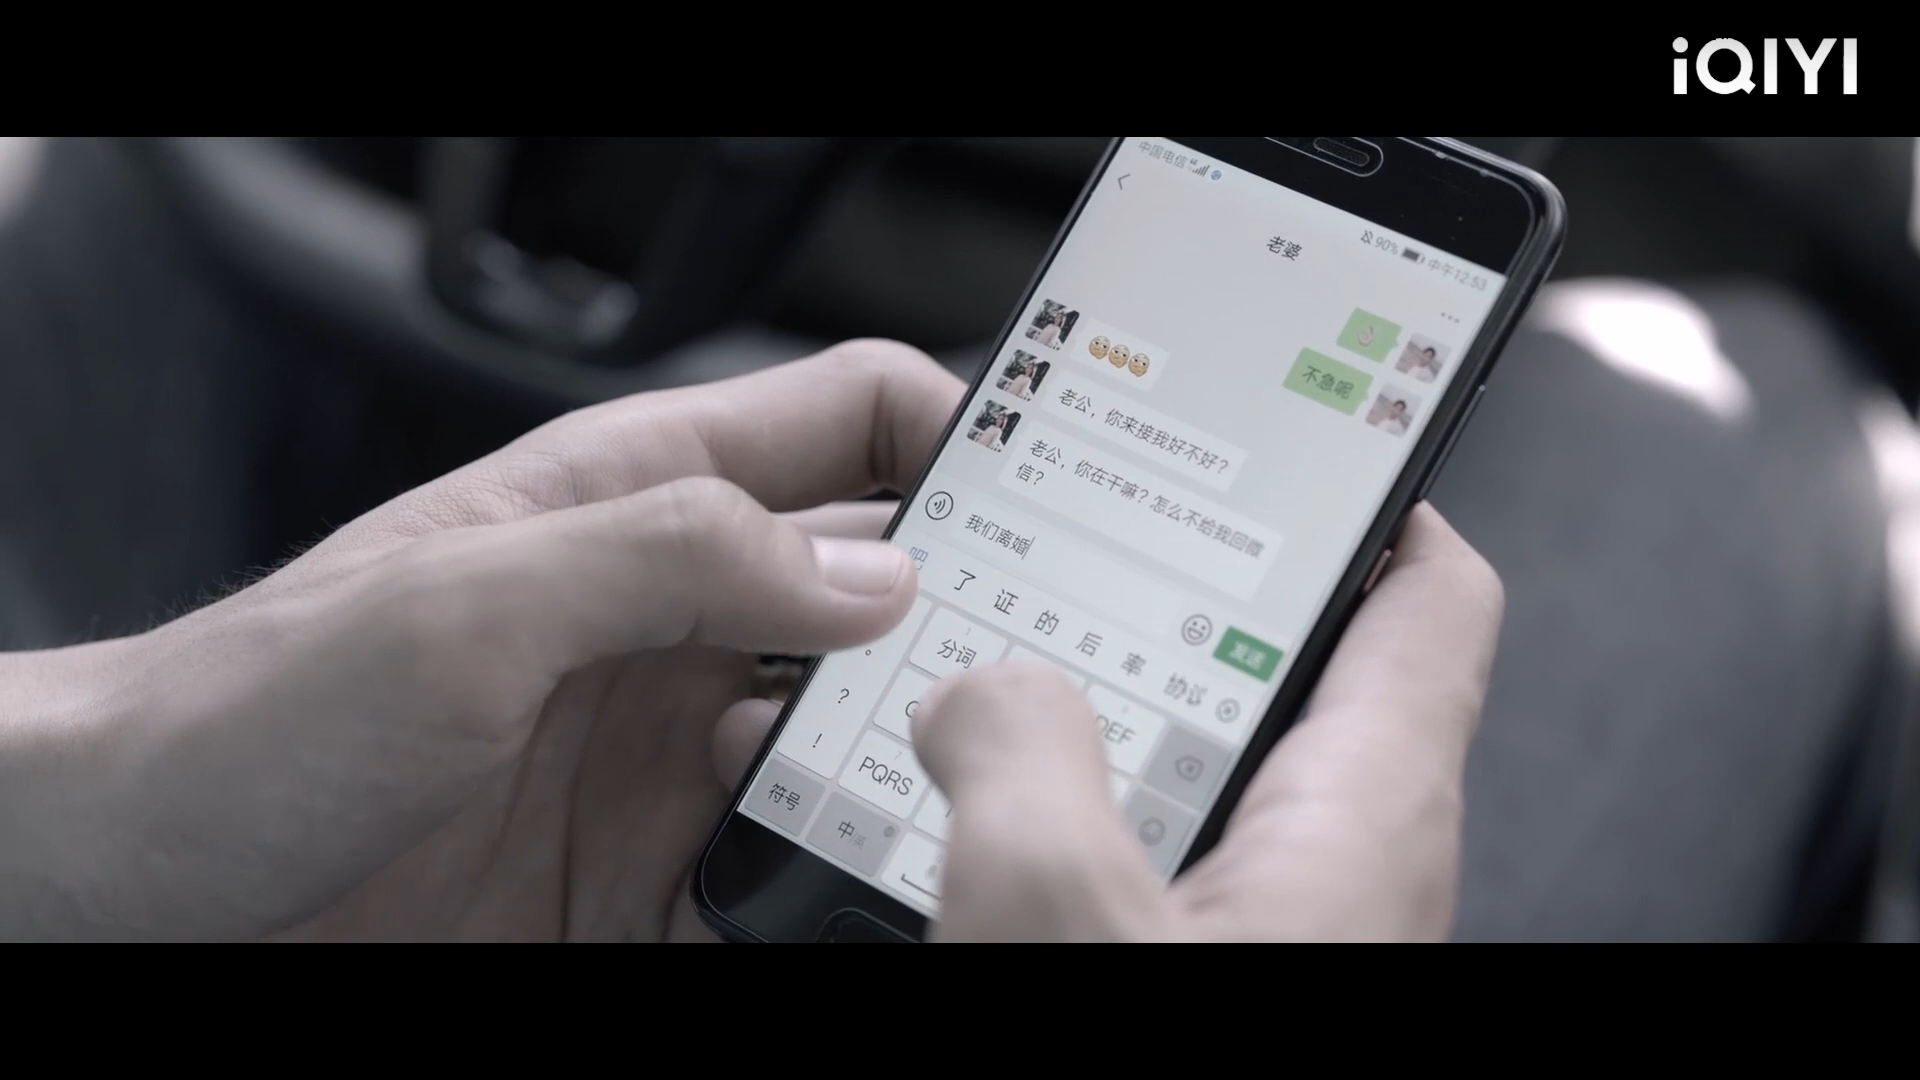 iQIYI
中国电信
90% 中午12:53
老婆
不急呢
老公，你来接我好不好？
老公，你在干嘛？怎么不给我回微
信？
我们离婚
发送
吧 了 证 的 后 率 协议
分词
DEF
?
!
PQRS
符号
中/英